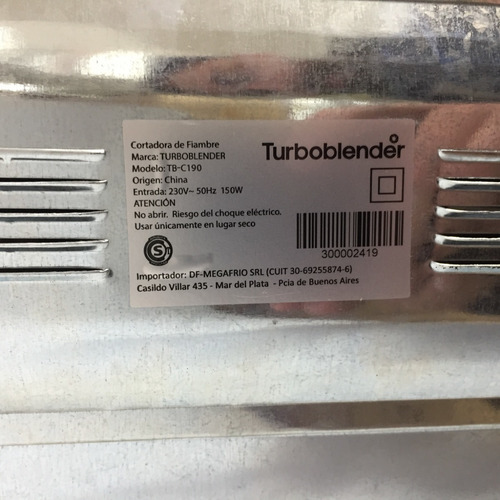 Cortadora de Fiambre
Turboblender
Marca: TURBOBLENDER
Modelo: TB-C190
Origen: China
Entrada: 230V~ 50Hz 150W
ATENCIÓN
No abrir. Riesgo del choque eléctrico.
Usar únicamente en lugar seco
S
300002419
Importador: DF-MEGAFRIO SRL (CUIT 30-69255874-6)
Casildo Villar 435 - Mar del Plata - Pcia de Buenos Aires